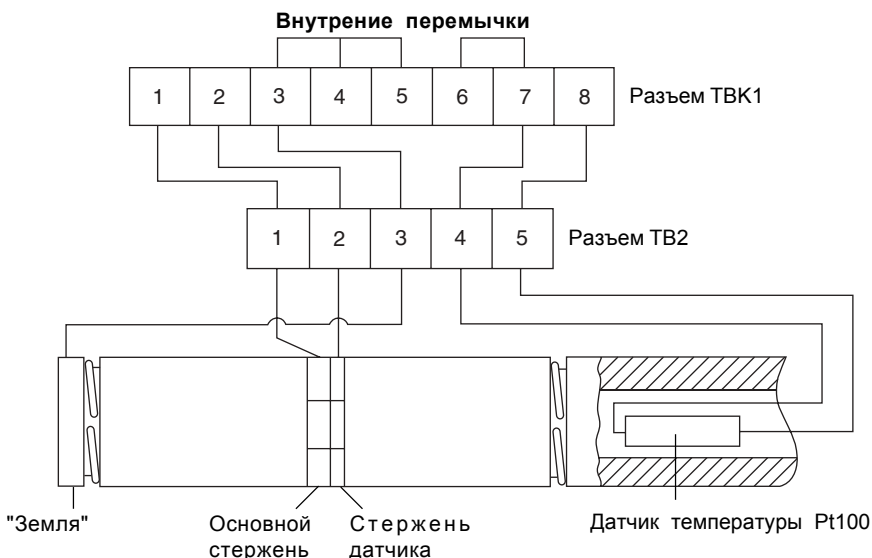 Внутрение перемычки
1 2 3 4 5 6 7 8 Разъем ТВК1
1 2 3 4 5 Разъем ТВ2
"Земля"
Основной
стержень
Стержень
датчика
Датчик температуры Pt100